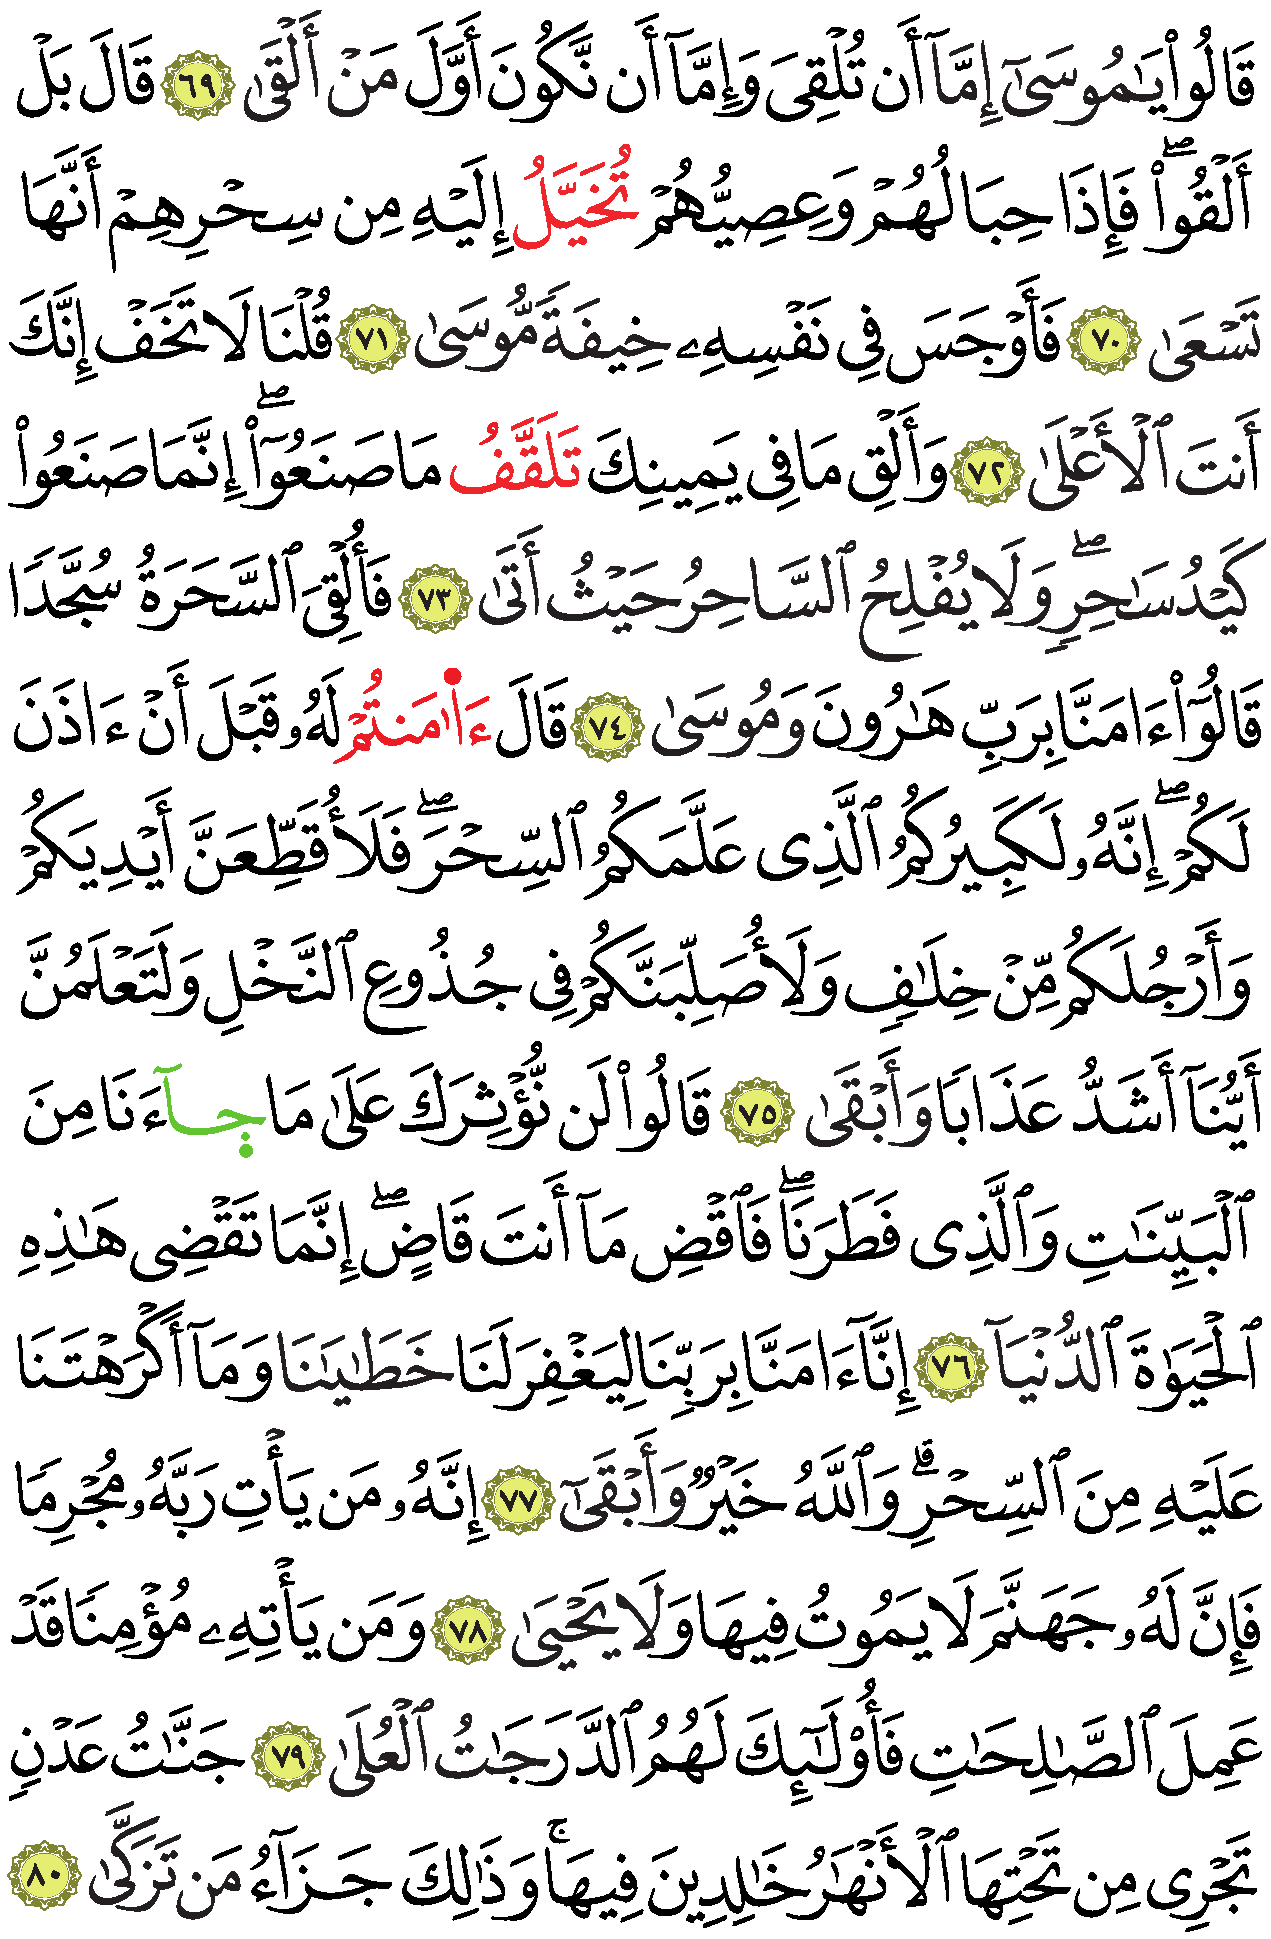 قَالُوا۟ يَـٰمُوسَىٰٓ إِمَّآ أَن تُلْقِىَ وَإِمَّآ أَن نَّكُونَ أَوَّلَ مَنْ أَلْقَىٰ ٦٩ قَالَ بَلْ
أَلْقُوا۟ۖ فَإِذَا حِبَالُهُمْ وَعِصِيُّهُمْ تُخَيَّلُ إِلَيْهِ مِن سِحْرِهِمْ أَنَّهَا
تَسْعَىٰ ٧٠ فَأَوْجَسَ فِى نَفْسِهِۦ خِيفَةً مُّوسَىٰ ٧١ قُلْنَا لَا تَخَفْ إِنَّكَ
أَنتَ ٱلْأَعْلَىٰ ٧٢ وَأَلْقِ مَا فِى يَمِينِكَ تَلَقَّفُ مَا صَنَعُوٓا۟ۖ إِنَّمَا صَنَعُوا۟
كَيْدُ سَـٰحِرٍۖ وَلَا يُفْلِحُ ٱلسَّاحِرُ حَيْثُ أَتَىٰ ٧٣ فَأُلْقِىَ ٱلسَّحَرَةُ سُجَّدًا
قَالُوٓا۟ ءَامَنَّا بِرَبِّ هَـٰرُونَ وَمُوسَىٰ ٧٤ قَالَ ءَا۬مَنتُمْ لَهُۥ قَبْلَ أَنْ ءَاذَنَ
لَكُمْۖ إِنَّهُۥ لَكَبِيرُكُمُ ٱلَّذِى عَلَّمَكُمُ ٱلسِّحْرَۖ فَلَأُقَطِّعَنَّ أَيْدِيَكُمْ
وَأَرْجُلَكُم مِّنْ خِلَـٰفٍ وَلَأُصَلِّبَنَّكُمْ فِى جُذُوعِ ٱلنَّخْلِ وَلَتَعْلَمُنَّ
أَيُّنَآ أَشَدُّ عَذَابًا وَأَبْقَىٰ ٧٥ قَالُوا۟ لَن نُّؤْثِرَكَ عَلَىٰ مَا جَآءَنَا مِنَ
ٱلْبَيِّنَـٰتِ وَٱلَّذِى فَطَرَنَاۖ فَٱقْضِ مَآ أَنتَ قَاضٍۖ إِنَّمَا تَقْضِى هَـٰذِهِ
ٱلْحَيَوٰةَ ٱلدُّنْيَآ ٧٦ إِنَّآ ءَامَنَّا بِرَبِّنَا لِيَغْفِرَ لَنَا خَطَـٰيَـٰنَا وَمَآ أَكْرَهْتَنَا
عَلَيْهِ مِنَ ٱلسِّحْرِۗ وَٱللَّهُ خَيْرٌ وَأَبْقَىٰٓ ٧٧ إِنَّهُۥ مَن يَأْتِ رَبَّهُۥ مُجْرِمًا
فَإِنَّ لَهُۥ جَهَنَّمَ لَا يَمُوتُ فِيهَا وَلَا يَحْيَىٰ ٧٨ وَمَن يَأْتِهِۦ مُؤْمِنًا قَدْ
عَمِلَ ٱلصَّـٰلِحَـٰتِ فَأُو۟لَـٰٓئِكَ لَهُمُ ٱلدَّرَجَـٰتُ ٱلْعُلَىٰ ٧٩ جَنَّـٰتُ عَدْنٍ
تَجْرِى مِن تَحْتِهَا ٱلْأَنْهَـٰرُ خَـٰلِدِينَ فِيهَاۚ وَذَٰلِكَ جَزَآءُ مَن تَزَكَّىٰ ٨٠